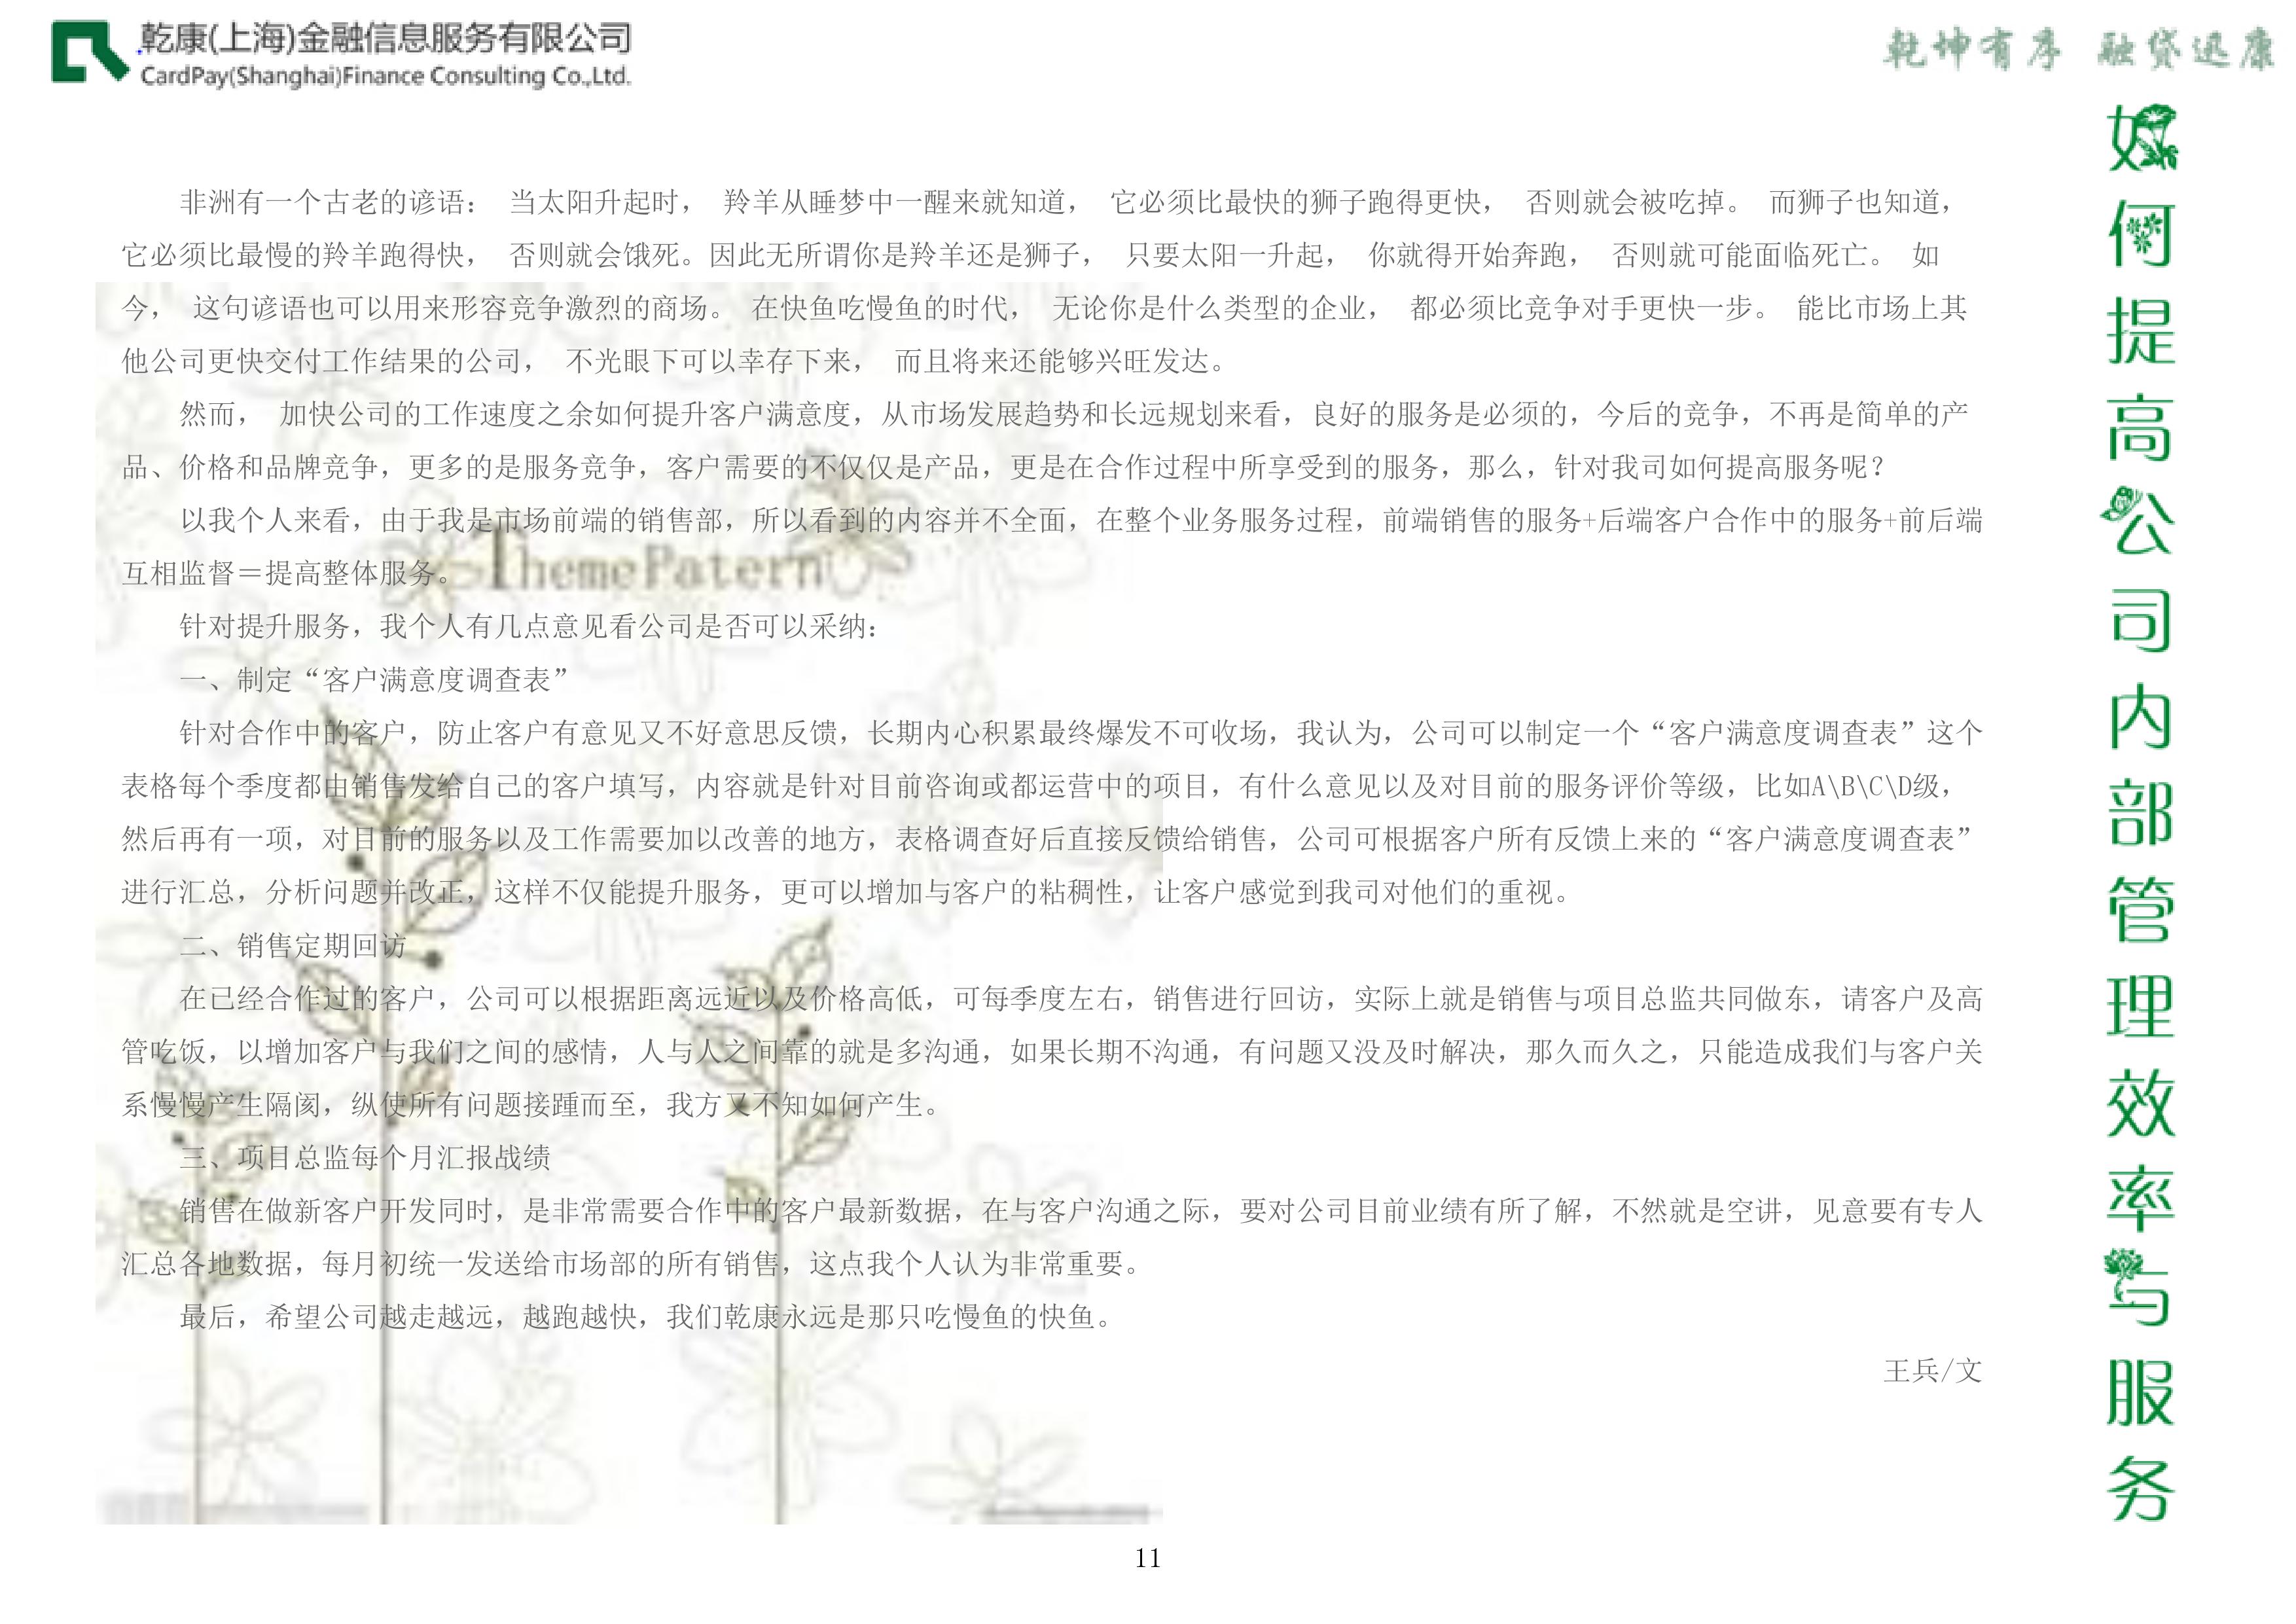 乾康(上海)金融信息服务有限公司
CardPay(Shanghai)Finance Consulting Co.,Ltd.
乾坤有序 融贷迅康
如何提高公司内部管理效率与服务
非洲有一个古老的谚语： 当太阳升起时， 羚羊从睡梦中一醒来就知道， 它必须比最快的狮子跑得更快， 否则就会被吃掉。 而狮子也知道，
它必须比最慢的羚羊跑得快， 否则就会饿死。因此无所谓你是羚羊还是狮子， 只要太阳一升起， 你就得开始奔跑， 否则就可能面临死亡。 如
今， 这句谚语也可以用来形容竞争激烈的商场。 在快鱼吃慢鱼的时代， 无论你是什么类型的企业， 都必须比竞争对手更快一步。 能比市场上其
他公司更快交付工作结果的公司， 不光眼下可以幸存下来， 而且将来还能够兴旺发达。
然而， 加快公司的工作速度之余如何提升客户满意度，从市场发展趋势和长远规划来看，良好的服务是必须的，今后的竞争，不再是简单的产
品、价格和品牌竞争，更多的是服务竞争，客户需要的不仅仅是产品，更是在合作过程中所享受到的服务，那么，针对我司如何提高服务呢？
以我个人来看，由于我是市场前端的销售部，所以看到的内容并不全面，在整个业务服务过程，前端销售的服务+后端客户合作中的服务+前后端
互相监督＝提高整体服务。
ThemePatern
针对提升服务，我个人有几点意见看公司是否可以采纳：
一、制定“客户满意度调查表”
针对合作中的客户，防止客户有意见又不好意思反馈，长期内心积累最终爆发不可收场，我认为，公司可以制定一个“客户满意度调查表”这个
表格每个季度都由销售发给自己的客户填写，内容就是针对目前咨询或都运营中的项目，有什么意见以及对目前的服务评价等级，比如A\B\C\D级，
然后再有一项，对目前的服务以及工作需要加以改善的地方，表格调查好后直接反馈给销售，公司可根据客户所有反馈上来的“客户满意度调查表”
进行汇总，分析问题并改正，这样不仅能提升服务，更可以增加与客户的粘稠性，让客户感觉到我司对他们的重视。
二、销售定期回访
在已经合作过的客户，公司可以根据距离远近以及价格高低，可每季度左右，销售进行回访，实际上就是销售与项目总监共同做东，请客户及高
管吃饭，以增加客户与我们之间的感情，人与人之间靠的就是多沟通，如果长期不沟通，有问题又没及时解决，那久而久之，只能造成我们与客户关
系慢慢产生隔阂，纵使所有问题接踵而至，我方又不知如何产生。
三、项目总监每个月汇报战绩
销售在做新客户开发同时，是非常需要合作中的客户最新数据，在与客户沟通之际，要对公司目前业绩有所了解，不然就是空讲，见意要有专人
汇总各地数据，每月初统一发送给市场部的所有销售，这点我个人认为非常重要。
最后，希望公司越走越远，越跑越快，我们乾康永远是那只吃慢鱼的快鱼。
王兵/文
11